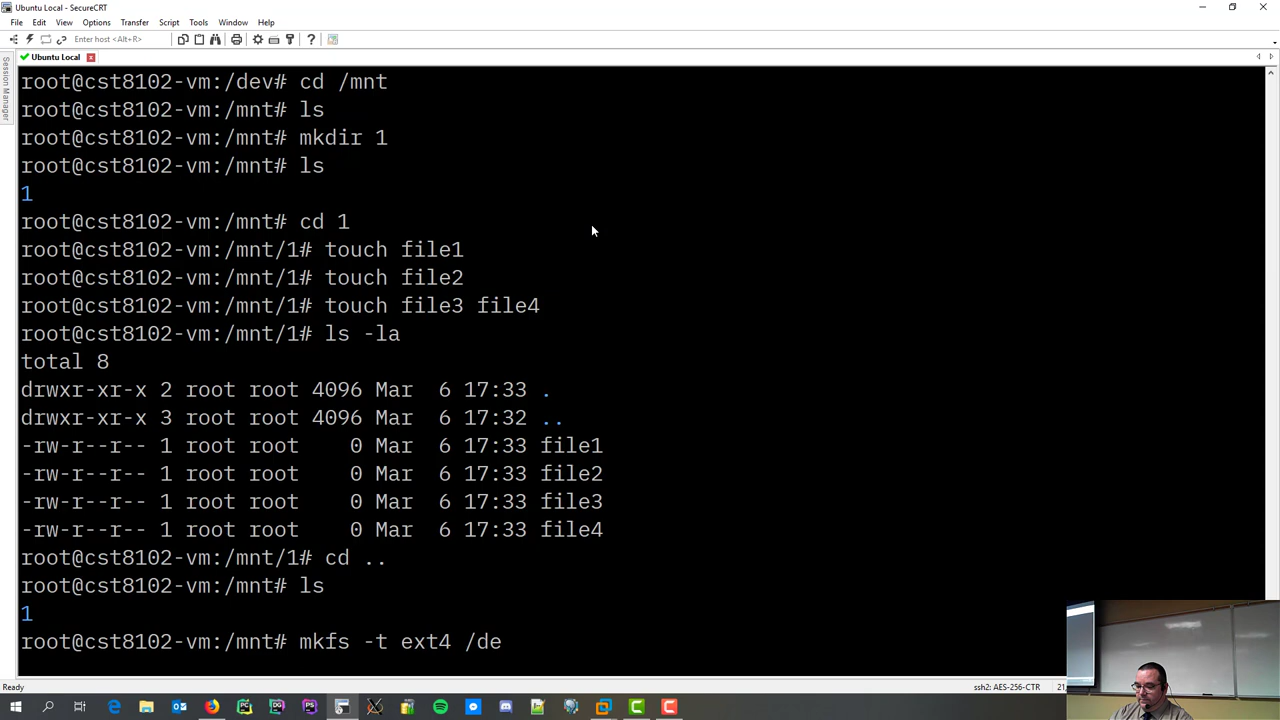 Ubuntu Local - SecureCRT
File Edit View Options Transfer Script Tools Window Help
Enter host <Alt+R>
Ubuntu Local
Session Manager
root@cst8102-vm:/dev# cd /mnt
root@cst8102-vm:/mnt# ls
root@cst8102-vm:/mnt# mkdir 1
root@cst8102-vm:/mnt# ls
1
root@cst8102-vm:/mnt# cd 1
root@cst8102-vm:/mnt/1# touch file1
root@cst8102-vm:/mnt/1# touch file2
root@cst8102-vm:/mnt/1# touch file3 file4
root@cst8102-vm:/mnt/1# ls -la
total 8
drwxr-xr-x 2 root root 4096 Mar  6 17:33 .
drwxr-xr-x 3 root root 4096 Mar  6 17:32 ..
-rw-r--r-- 1 root root    0 Mar  6 17:33 file1
-rw-r--r-- 1 root root    0 Mar  6 17:33 file2
-rw-r--r-- 1 root root    0 Mar  6 17:33 file3
-rw-r--r-- 1 root root    0 Mar  6 17:33 file4
root@cst8102-vm:/mnt/1# cd ..
root@cst8102-vm:/mnt# ls
1
root@cst8102-vm:/mnt# mkfs -t ext4 /de
Ready
ssh2: AES-256-CTR